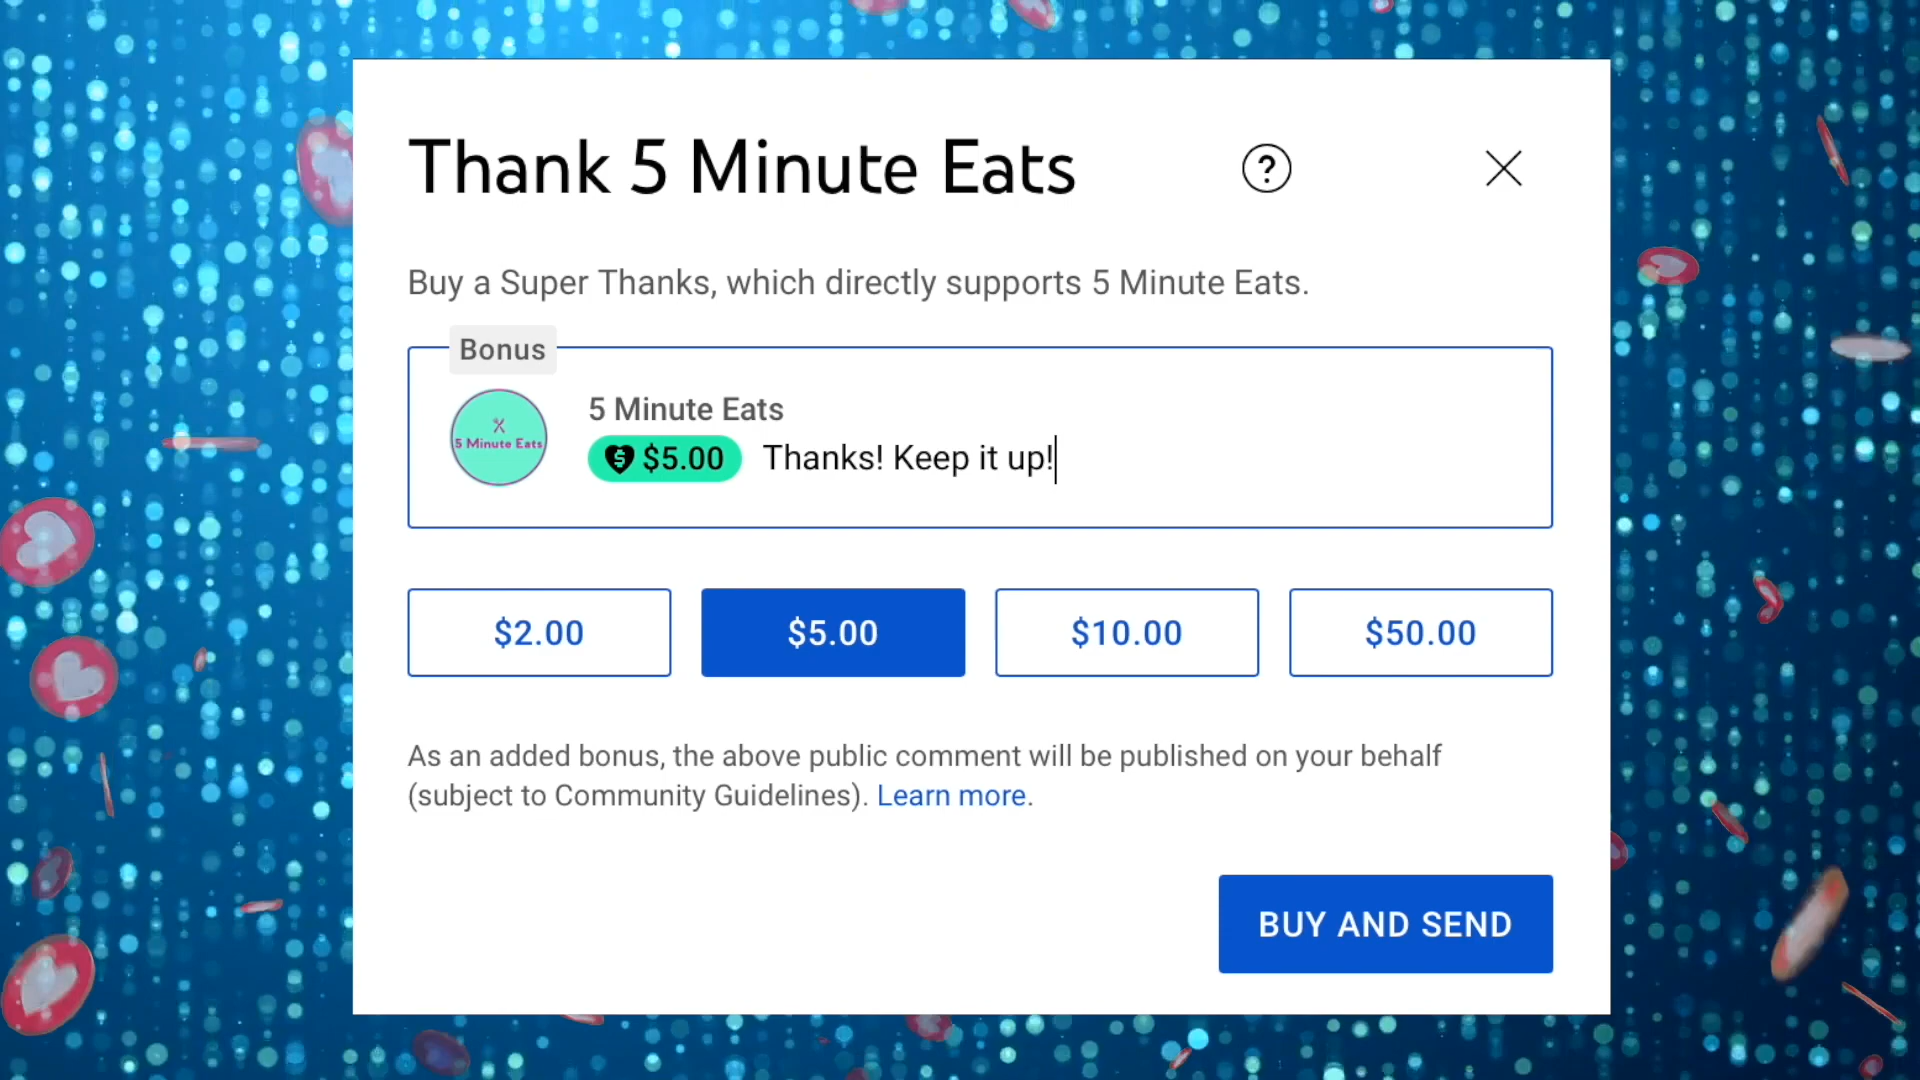 Thank 5 Minute Eats
?
Buy a Super Thanks, which directly supports 5 Minute Eats.
Bonus
5 Minute Eats
5 Minute Eats
$ $5.00 Thanks! Keep it up!
$2.00
$5.00
$10.00
$50.00
As an added bonus, the above public comment will be published on your behalf
(subject to Community Guidelines). Learn more.
BUY AND SEND